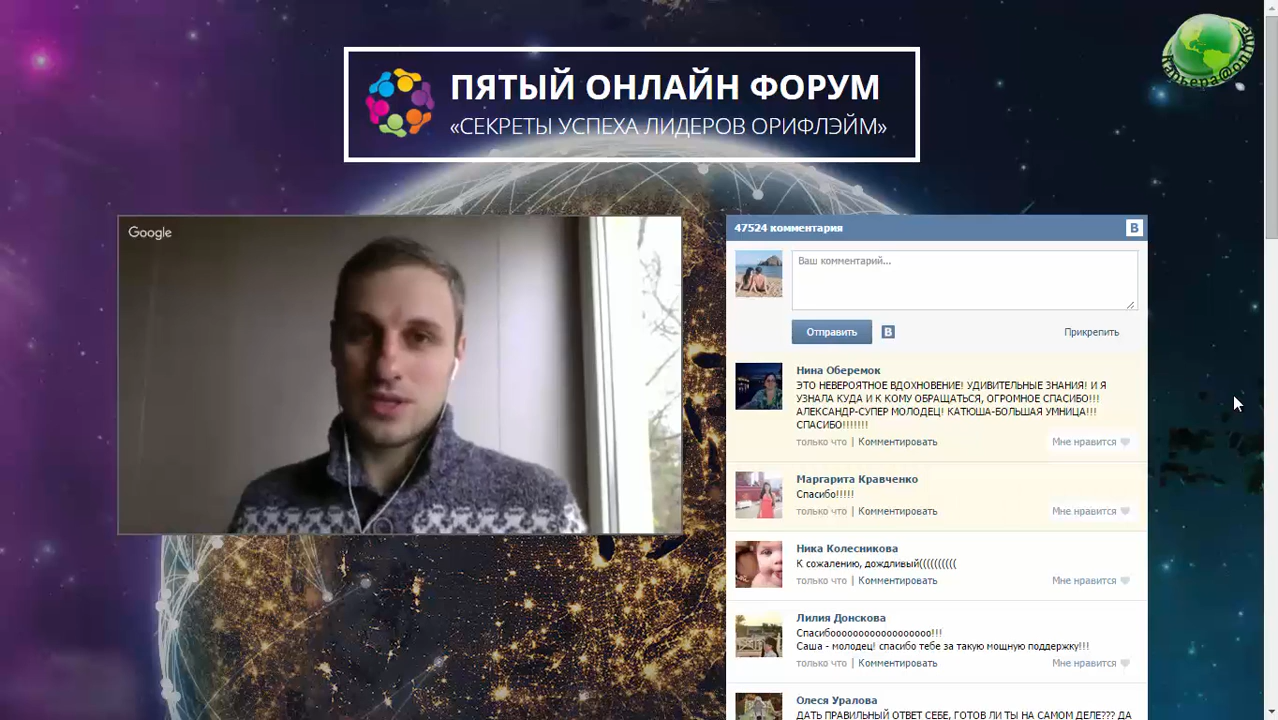 карьера@online
ПЯТЫЙ ОНЛАЙН ФОРУМ
«СЕКРЕТЫ УСПЕХА ЛИДЕРОВ ОРИФЛЭЙМ»
Google
47524 комментария
B
Ваш комментарий...
Отправить
B
Прикрепить
Нина Оберемок
ЭТО НЕВЕРОЯТНОЕ ВДОХНОВЕНИЕ! УДИВИТЕЛЬНЫЕ ЗНАНИЯ! И Я
УЗНАЛА КУДА И К КОМУ ОБРАЩАТЬСЯ, ОГРОМНОЕ СПАСИБО!!!
АЛЕКСАНДР-СУПЕР МОЛОДЕЦ! КАТЮША-БОЛЬШАЯ УМНИЦА!!!
СПАСИБО!!!!!!!
только что | Комментировать Мне нравится
Маргарита Кравченко
Спасибо!!!!!
только что | Комментировать Мне нравится
Ника Колесникова
К сожалению, дождливый((((((((((
только что | Комментировать Мне нравится
Лилия Донскова
Спасибоooooooooooooooooo!!!
Саша - молодец! спасибо тебе за такую мощную поддержку!!!
только что | Комментировать Мне нравится
Олеся Уралова
ДАТЬ ПРАВИЛЬНЫЙ ОТВЕТ СЕБЕ, ГОТОВ ЛИ ТЫ НА САМОМ ДЕЛЕ??? ДА